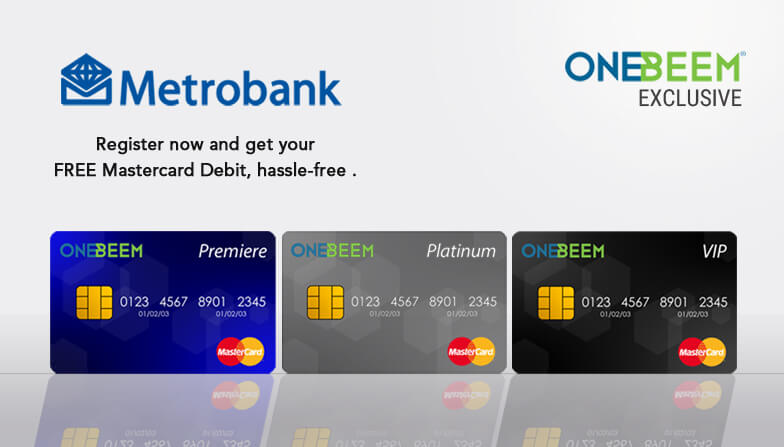 Metrobank
ONEBEEM®
EXCLUSIVE
Register now and get your
FREE Mastercard Debit, hassle-free .
ONEBEEM Premiere
0123 4567 8901 2345
01/02/03 01/02/03
MasterCard
ONEBEEM Platinum
0123 4567 8901 2345
01/02/03 01/02/03
MasterCard
ONEBEEM VIP
0123 4567 8901 2345
01/02/03 01/02/03
MasterCard